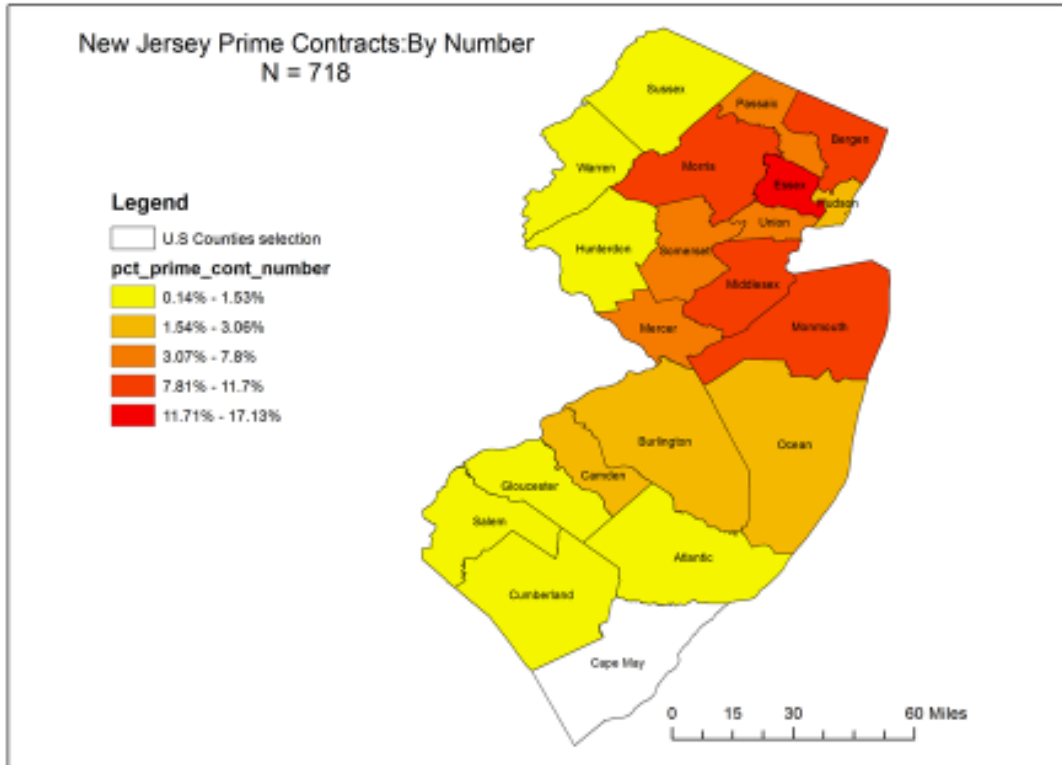 New Jersey Prime Contracts:By Number
N = 718
Sussex
Passaic
Bergen
Warren
Morris
Essex
Hudson
Union
Hunterdon
Somerset
Middlesex
Mercer
Monmouth
Legend
U.S Counties selection
pct_prime_cont_number
0.14% - 1.53%
1.54% - 3.06%
3.07% - 7.8%
7.81% - 11.7%
11.71% - 17.13%
Burlington
Ocean
Camden
Gloucester
Salem
Atlantic
Cumberland
Cape May
0 15 30 60 Miles